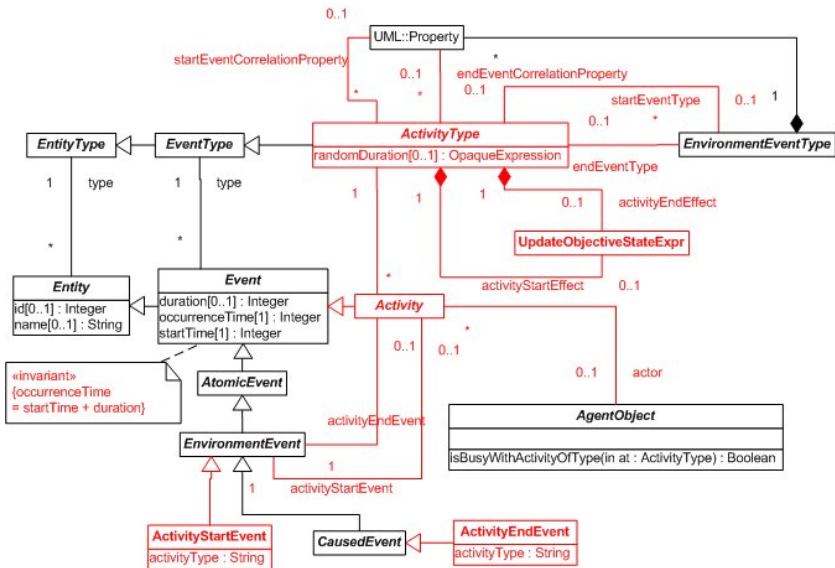 0..1
0..1
*
UML::Property
startEventCorrelationProperty
*
0..1
endEventCorrelationProperty
*
*
0..1
startEventType
0..1
1
EntityType
EventType
ActivityType
randomDuration[0..1] : OpaqueExpression
0..1
*
endEventType
EnvironmentEventType
1
type
1
type
1
1
1
0..1
activityEndEffect
UpdateObjectiveStateExpr
*
*
*
activityStartEffect
0..1
Entity
id[0..1] : Integer
name[0..1] : String
Event
duration[0..1] : Integer
occurrenceTime[1] : Integer
startTime[1] : Integer
Activity
*
0..1
0..1
«invariant»
{occurrenceTime
= startTime + duration}
AtomicEvent
0..1
actor
activityEndEvent
AgentObject
isBusyWithActivityOfType(in at : ActivityType) : Boolean
EnvironmentEvent
1
activityStartEvent
1
ActivityStartEvent
activityType : String
CausedEvent
ActivityEndEvent
activityType : String